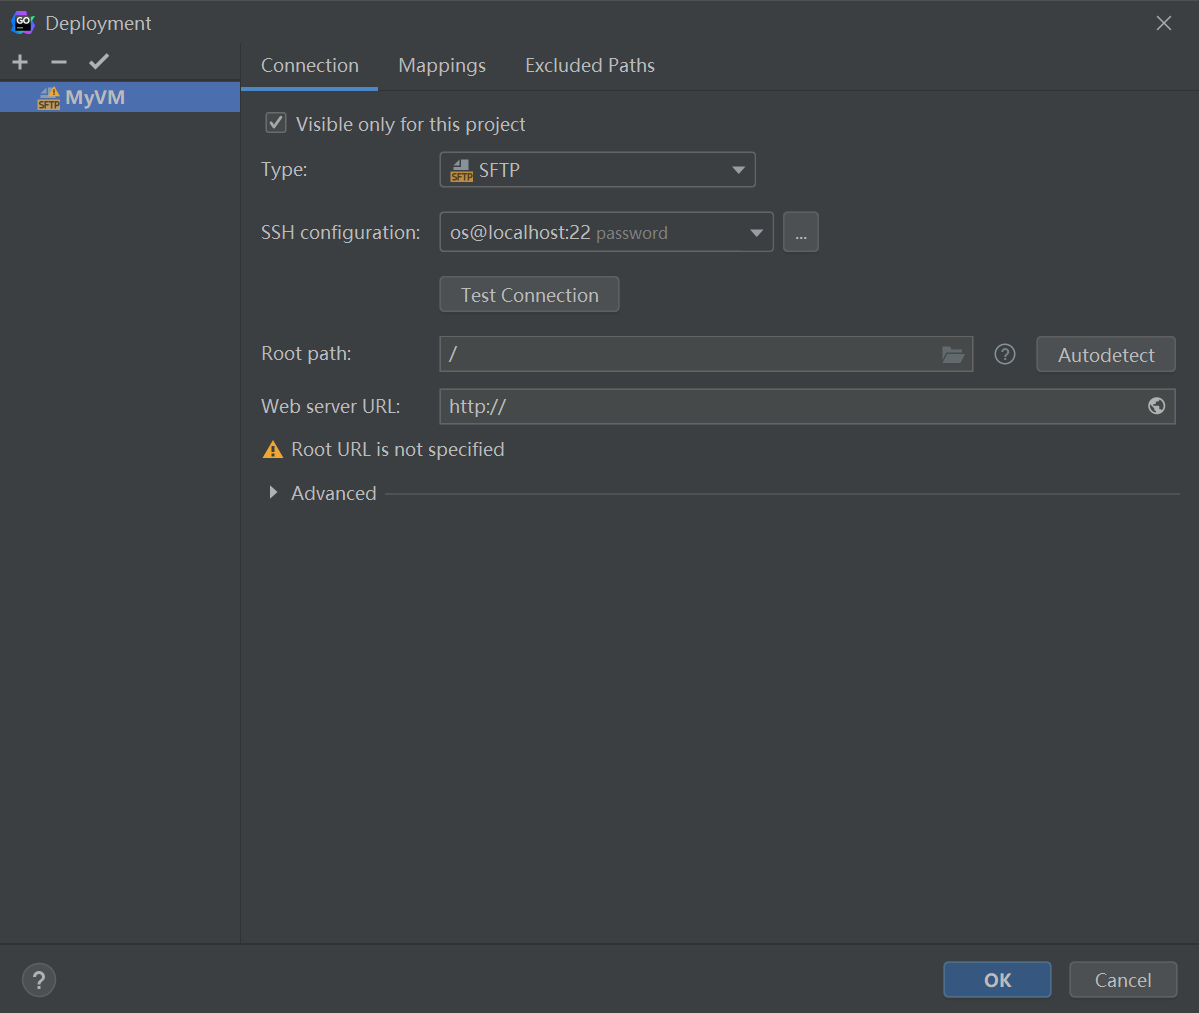 Deployment
MyVM
Connection Mappings Excluded Paths
Visible only for this project
Type: SFTP SFTP
SSH configuration: os@localhost:22 password ...
Test Connection
Root path: / ? Autodetect
Web server URL: http://
Root URL is not specified
Advanced
? OK Cancel